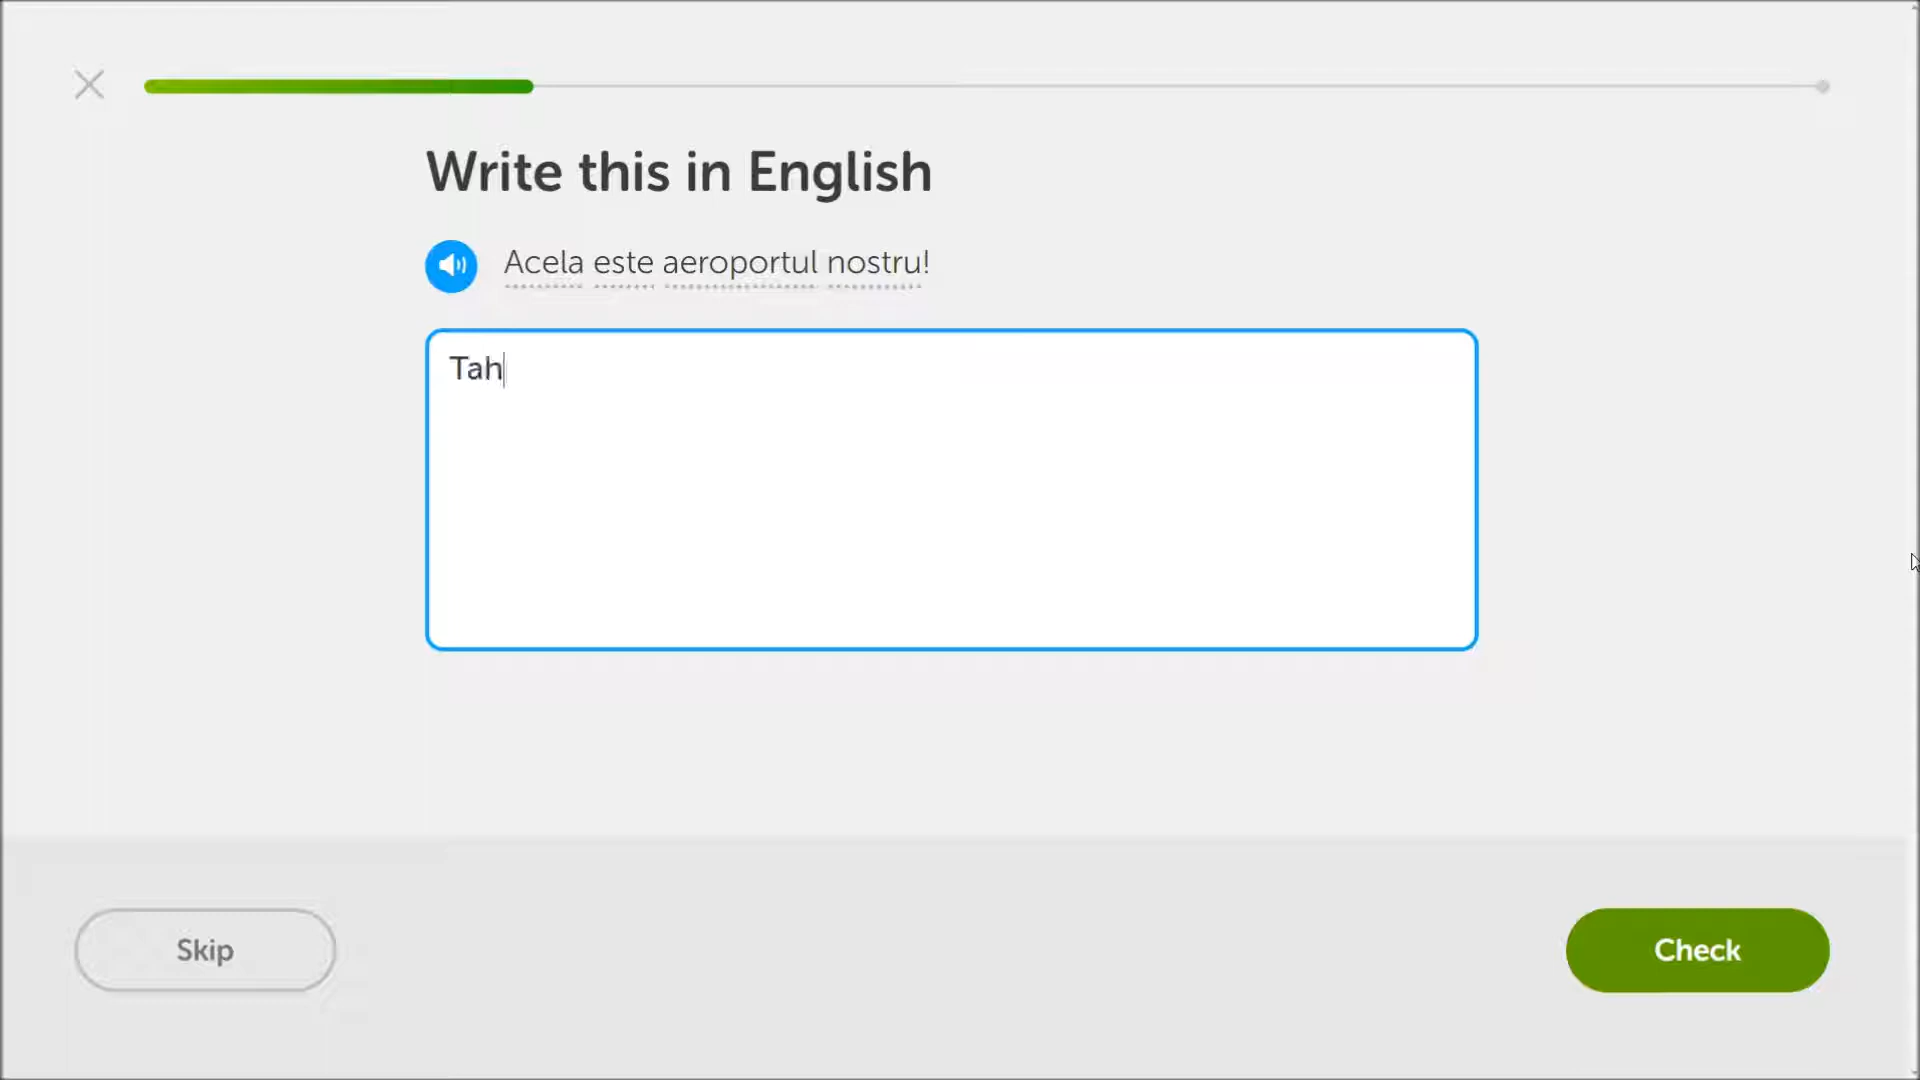 Write this in English
Acela este aeroportul nostru!
Tah
Skip
Check